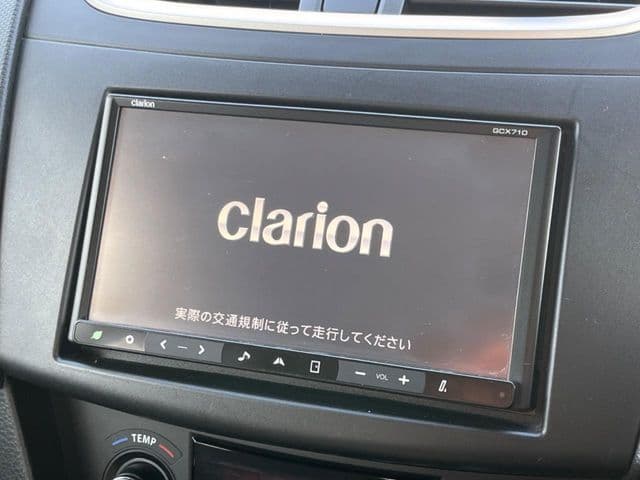 clarion
GCX710
clarion
実際の交通規制に従って走行してください
VOL
TEMP